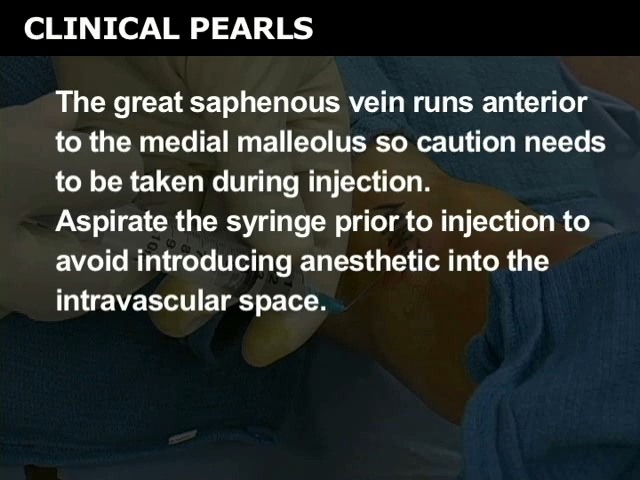 CLINICAL PEARLS
The great saphenous vein runs anterior
to the medial malleolus so caution needs
to be taken during injection.
Aspirate the syringe prior to injection to
avoid introducing anesthetic into the
intravascular space.